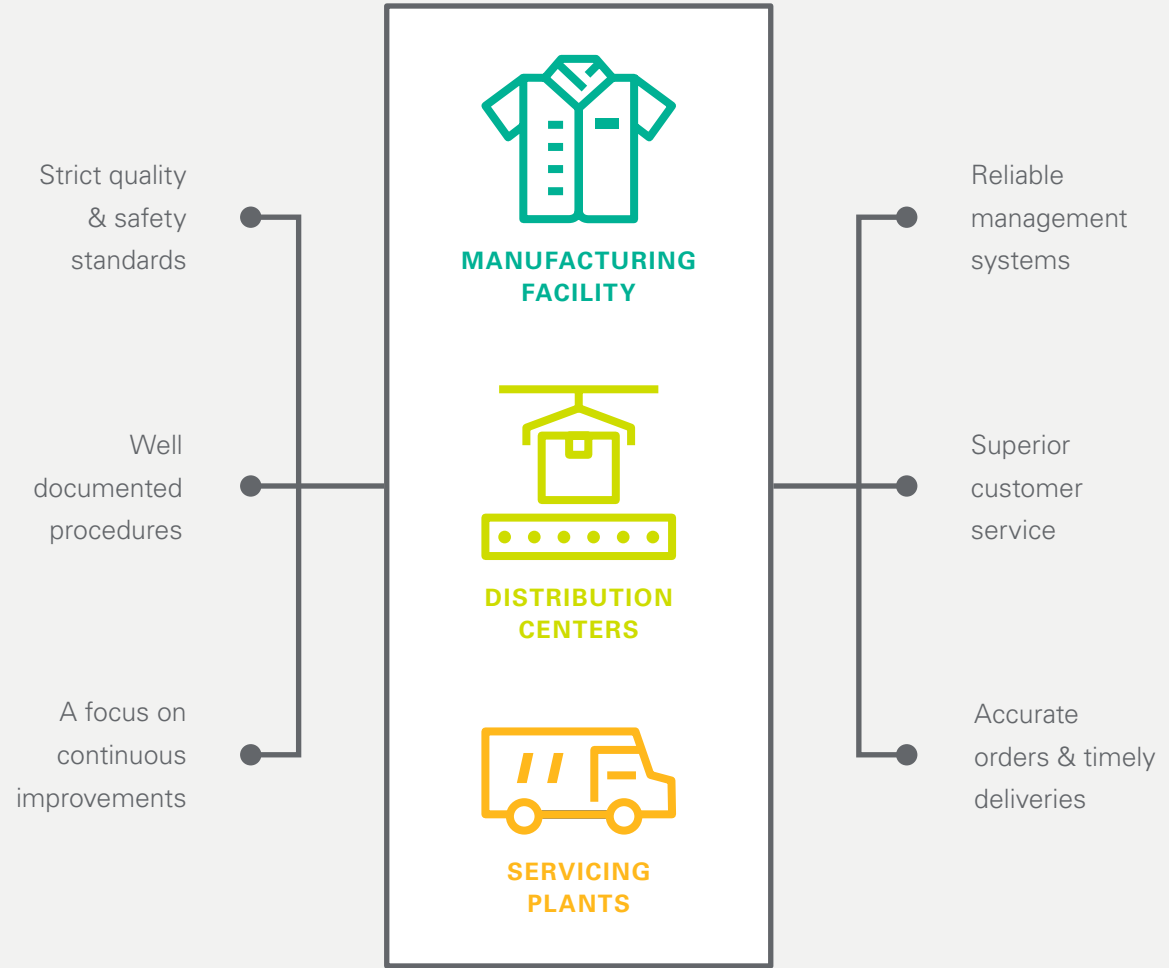 Strict quality
& safety
standards
Well
documented
procedures
A focus on
continuous
improvements
MANUFACTURING
FACILITY
DISTRIBUTION
CENTERS
SERVICING
PLANTS
Reliable
management
systems
Superior
customer
service
Accurate
orders & timely
deliveries